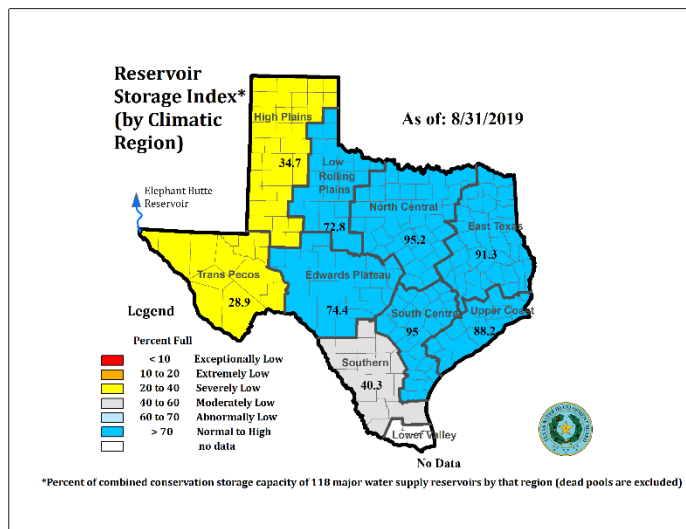 Reservoir
Storage Index*
(by Climatic
Region)
As of: 8/31/2019
High Plains
34.7
Low
Rolling
Plains
72.8
North Central
95.2
East Texas
91.3
Elephant Butte
Reservoir
Trans Pecos
28.9
Edwards Plateau
74.4
South Central
95
Upper Coast
88.2
Southern
40.3
Lower Valley
No Data
Legend
Percent Full
< 10 Exceptionally Low
10 to 20 Extremely Low
20 to 40 Severely Low
40 to 60 Moderately Low
60 to 70 Abnormally Low
> 70 Normal to High
no data
*Percent of combined conservation storage capacity of 118 major water supply reservoirs by that region (dead pools are excluded)